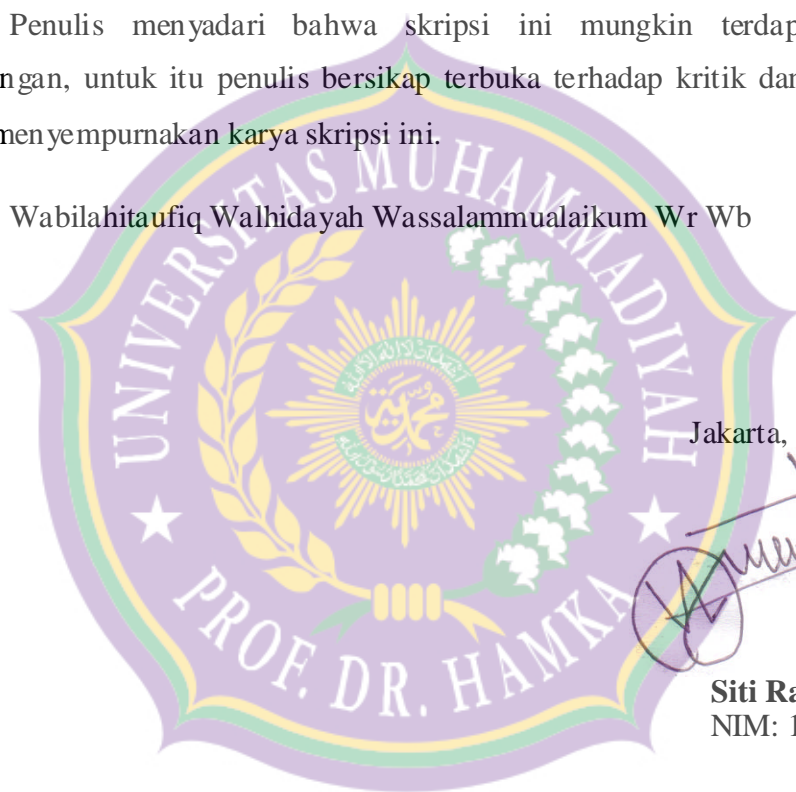 Penulis menyadari bahwa skripsi ini mungkin terdap
ngan, untuk itu penulis bersikap terbuka terhadap kritik dan
menyempurnakan karya skripsi ini.
Wabilahitaufiq Walhidayah Wassalammualaikum Wr Wb
UNIVERSITAS MUHAMMADIYAH
محمدية
Jakarta,
PROF. DR. HAMKA
Siti Ra
NIM: 1